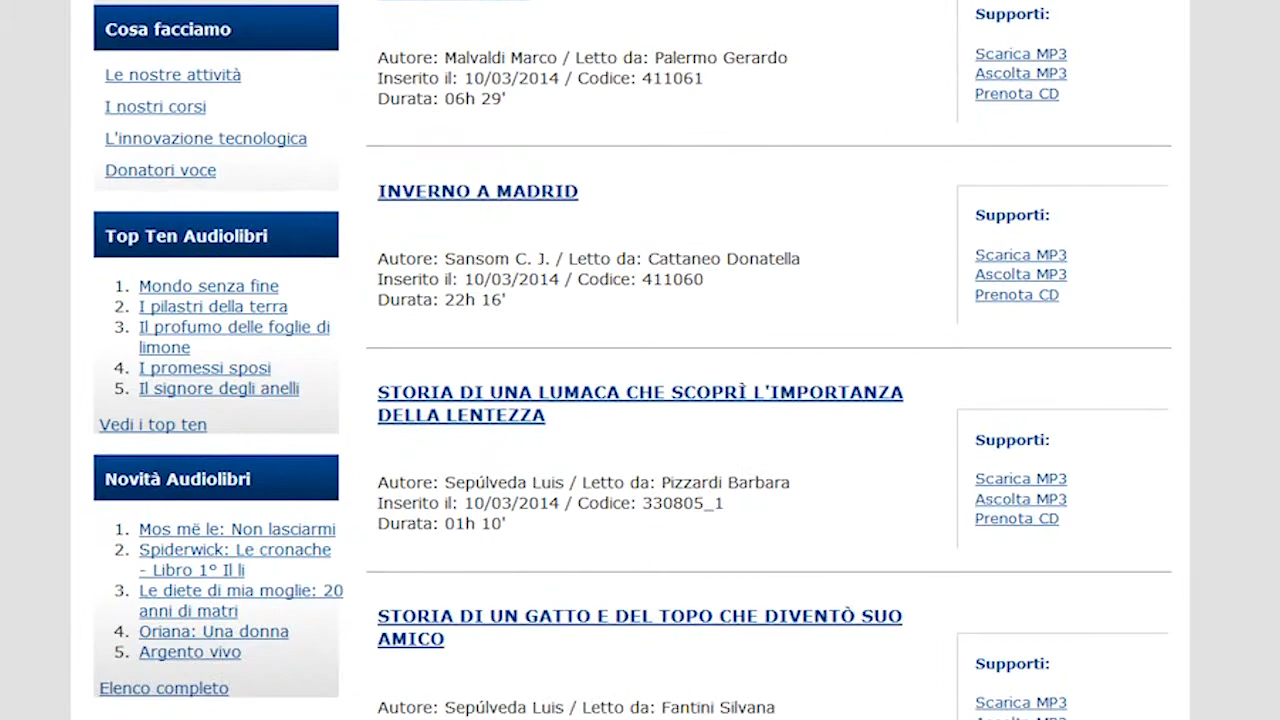 Cosa facciamo
Le nostre attività
I nostri corsi
L'innovazione tecnologica
Donatori voce
Top Ten Audiolibri
1. Mondo senza fine
2. I pilastri della terra
3. Il profumo delle foglie di
limone
4. I promessi sposi
5. Il signore degli anelli
Vedi i top ten
Novità Audiolibri
1. Mos më le: Non lasciarmi
2. Spiderwick: Le cronache
- Libro 1° Il li
3. Le diete di mia moglie: 20
anni di matri
4. Oriana: Una donna
5. Argento vivo
Elenco completo
Autore: Malvaldi Marco / Letto da: Palermo Gerardo
Inserito il: 10/03/2014 / Codice: 411061
Durata: 06h 29'
Supporti:
Scarica MP3
Ascolta MP3
Prenota CD
INVERNO A MADRID
Autore: Sansom C. J. / Letto da: Cattaneo Donatella
Inserito il: 10/03/2014 / Codice: 411060
Durata: 22h 16'
Supporti:
Scarica MP3
Ascolta MP3
Prenota CD
STORIA DI UNA LUMACA CHE SCOPRÌ L'IMPORTANZA
DELLA LENTEZZA
Autore: Sepúlveda Luis / Letto da: Pizzardi Barbara
Inserito il: 10/03/2014 / Codice: 330805_1
Durata: 01h 10'
Supporti:
Scarica MP3
Ascolta MP3
Prenota CD
STORIA DI UN GATTO E DEL TOPO CHE DIVENTÒ SUO
AMICO
Autore: Sepúlveda Luis / Letto da: Fantini Silvana
Supporti:
Scarica MP3